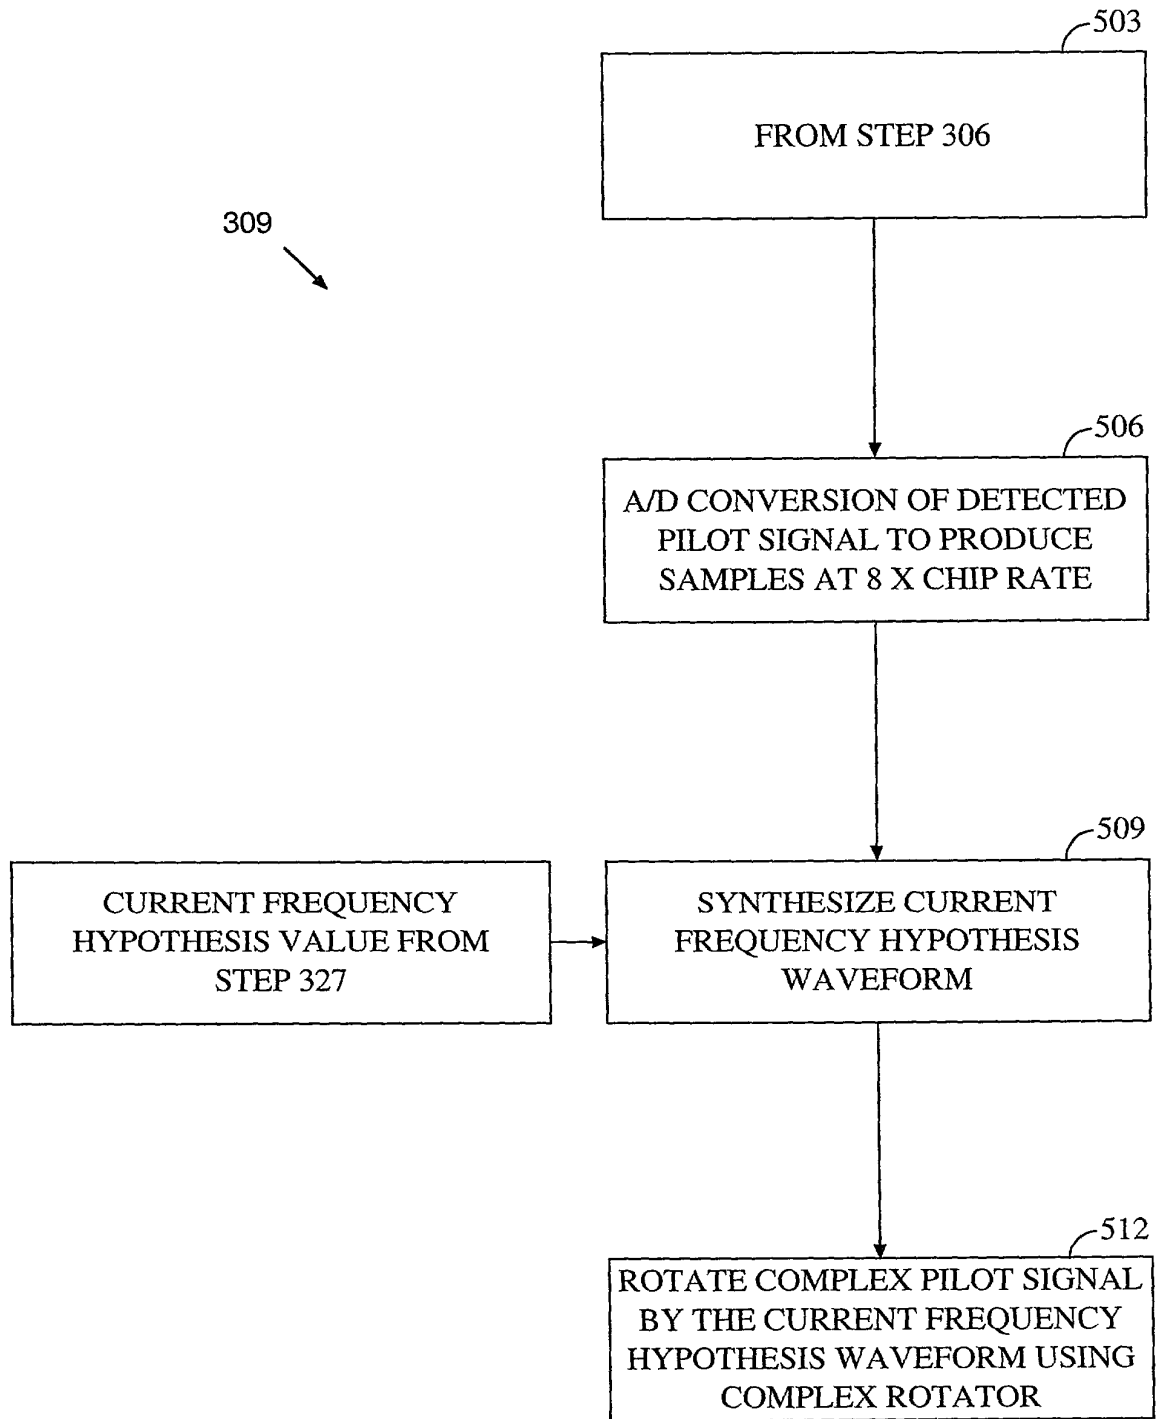 503
FROM STEP 306
309
506
A/D CONVERSION OF DETECTED
PILOT SIGNAL TO PRODUCE
SAMPLES AT 8 X CHIP RATE
509
CURRENT FREQUENCY
HYPOTHESIS VALUE FROM
STEP 327
SYNTHESIZE CURRENT
FREQUENCY HYPOTHESIS
WAVEFORM
512
ROTATE COMPLEX PILOT SIGNAL
BY THE CURRENT FREQUENCY
HYPOTHESIS WAVEFORM USING
COMPLEX ROTATOR